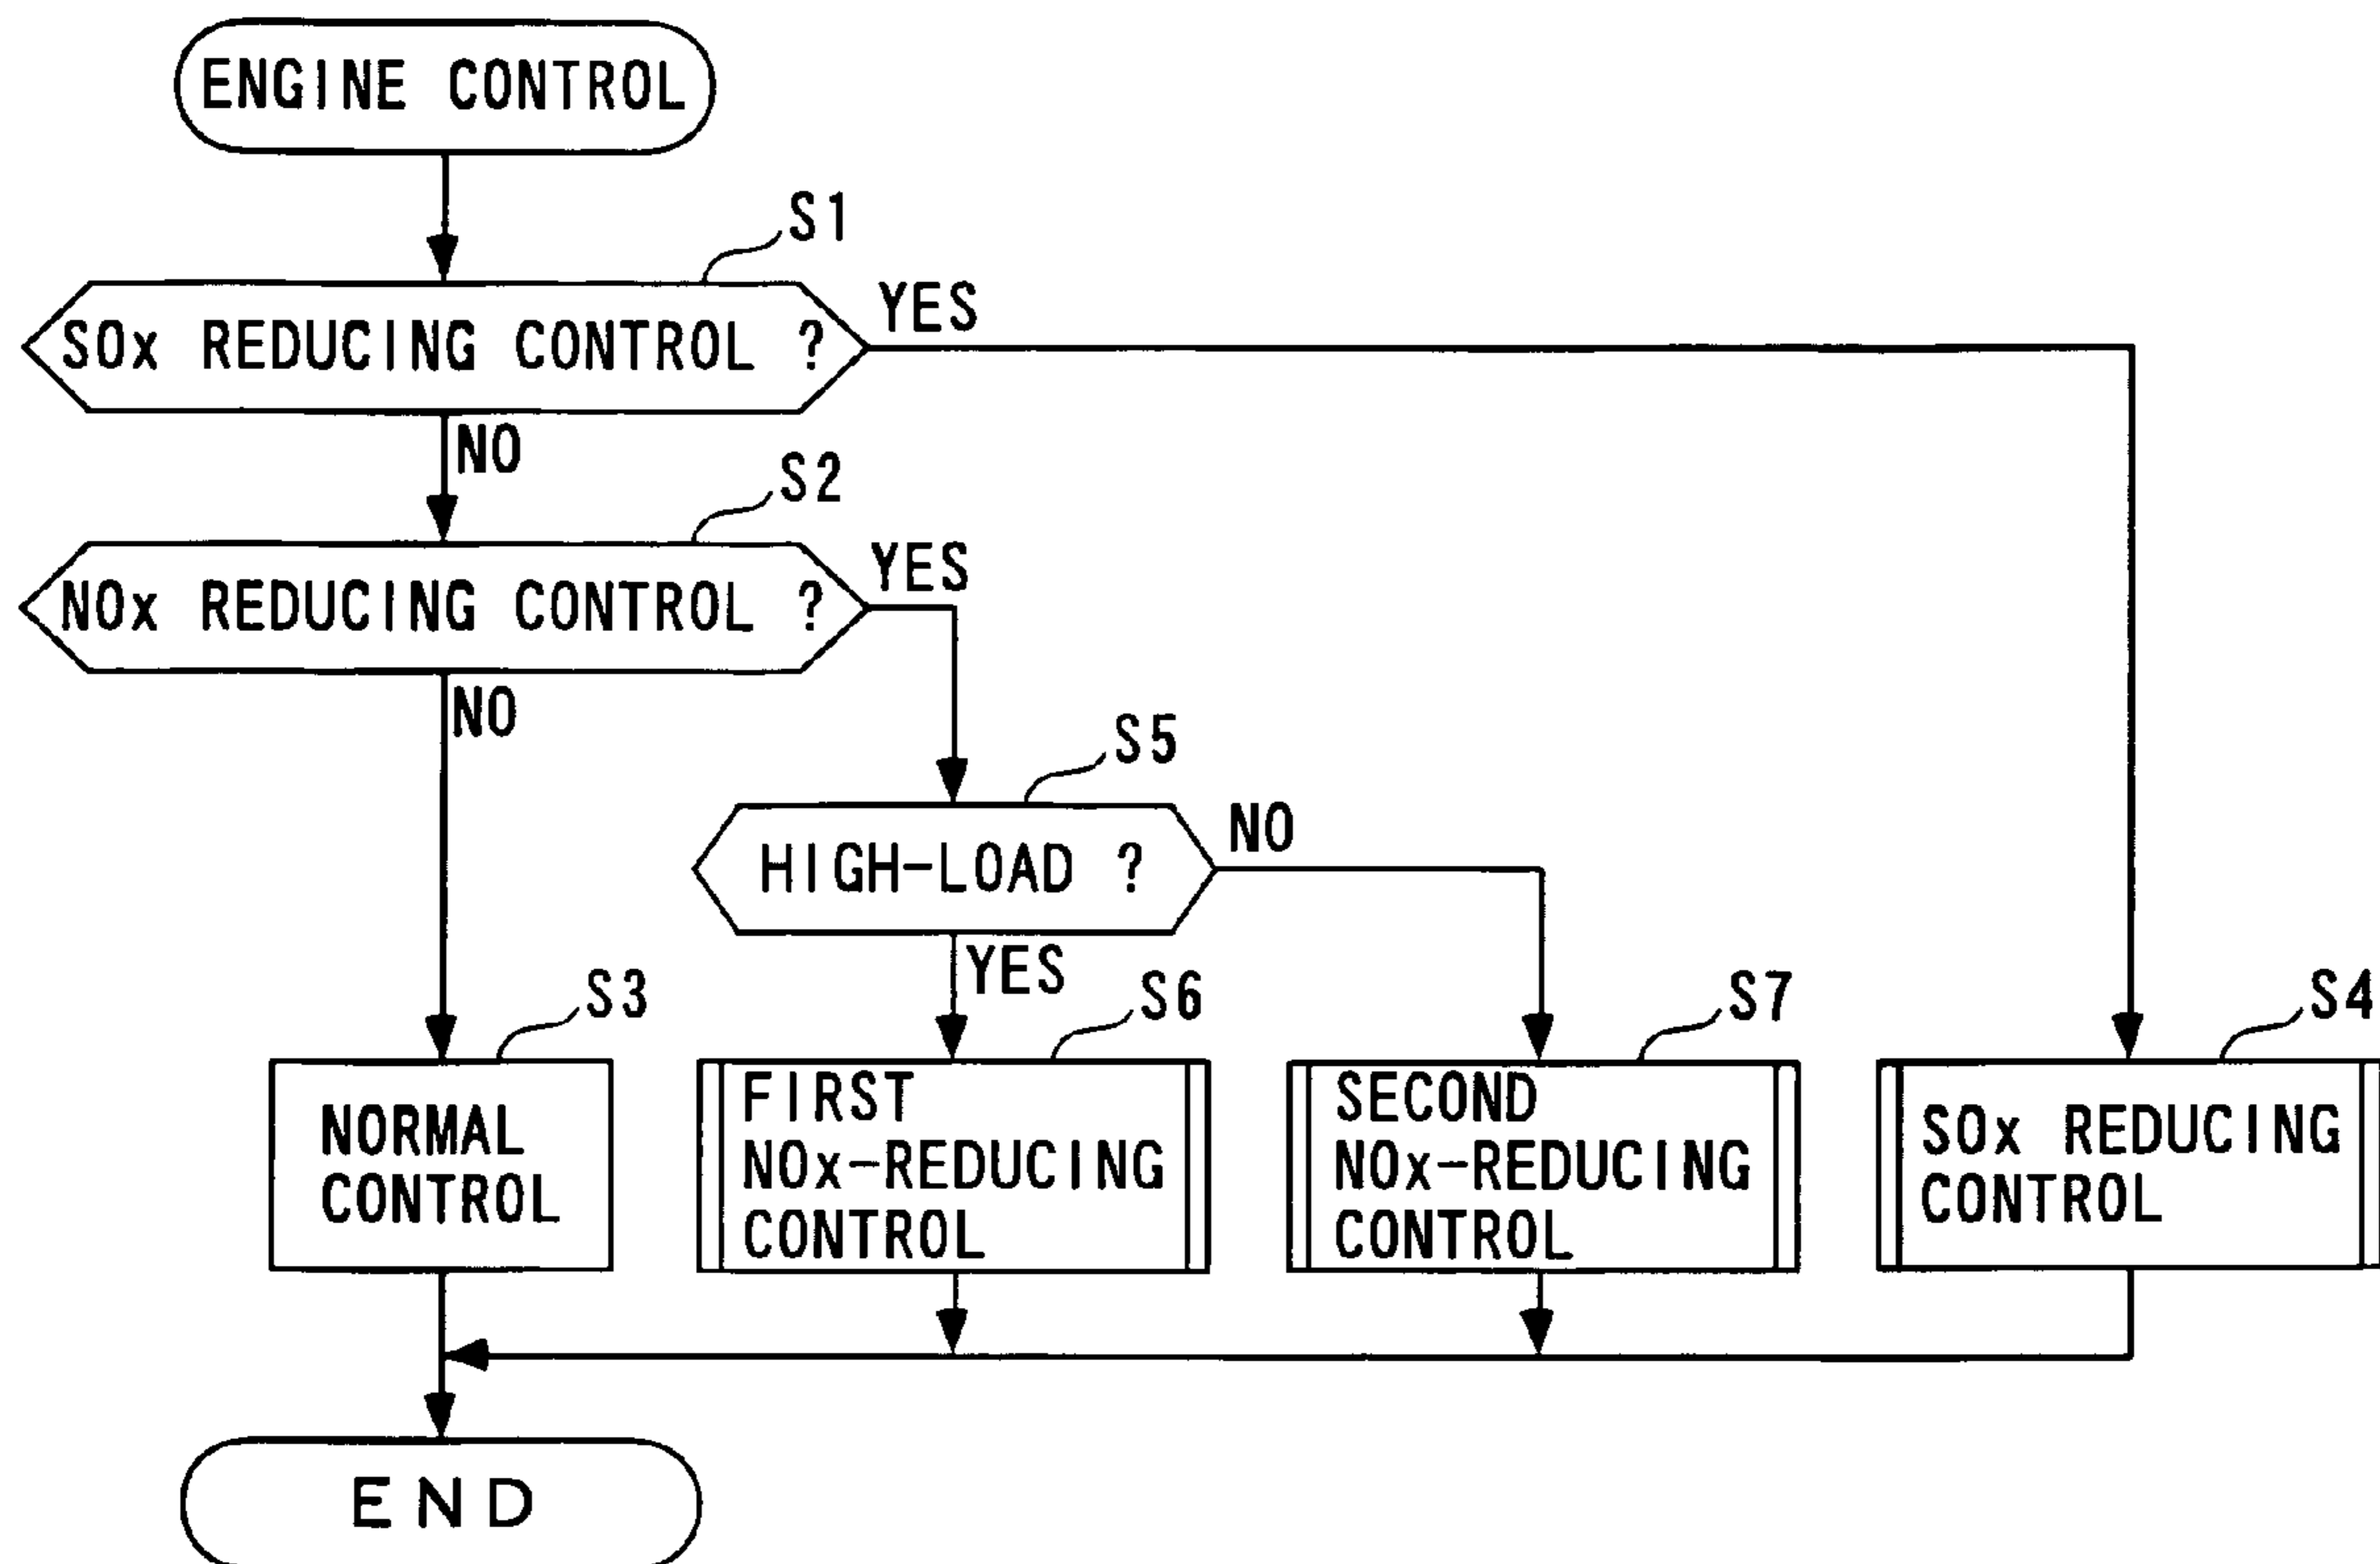 ENGINE CONTROL
S1
SOx REDUCING CONTROL ?
YES
NO
S2
NOx REDUCING CONTROL ?
YES
NO
S5
HIGH-LOAD ?
NO
YES
S3
NORMAL
CONTROL
S6
FIRST
NOx-REDUCING
CONTROL
S7
SECOND
NOx-REDUCING
CONTROL
S4
SOx REDUCING
CONTROL
END